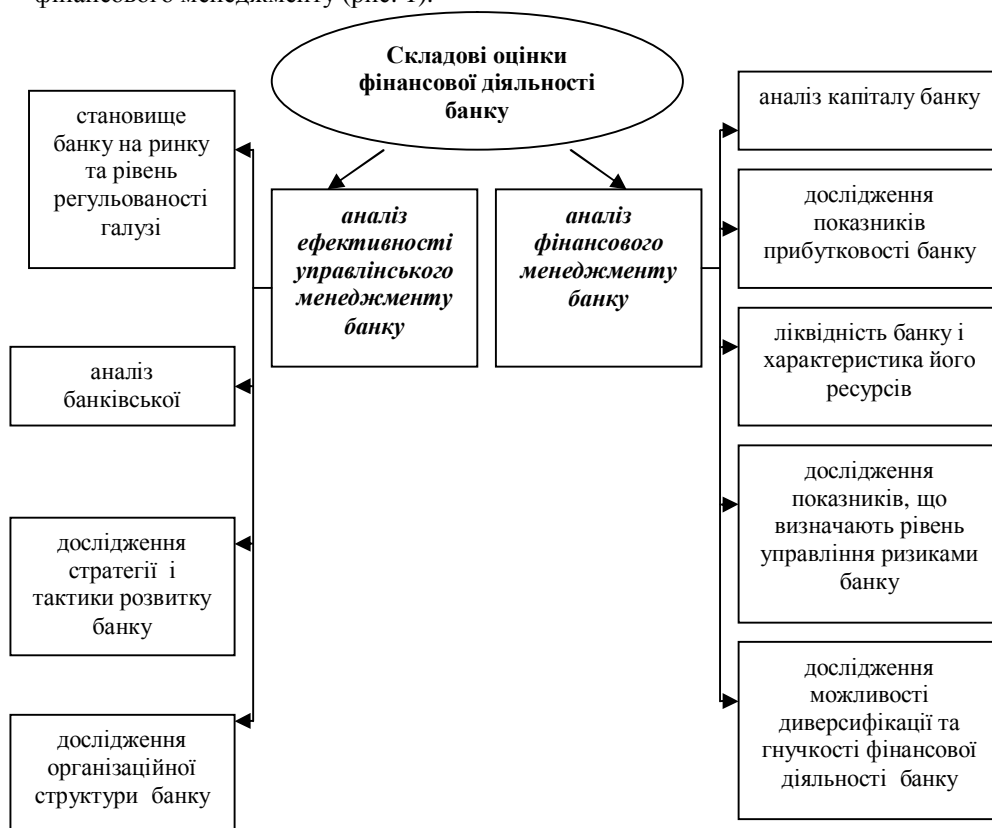 фінансового менеджменту (рис. 1).
Складові оцінки
фінансової діяльності
банку
становище
банку на ринку
та рівень
регульованості
галузі
аналіз
банківської
дослідження
стратегії і
тактики розвитку
банку
дослідження
організаційної
структури банку
аналіз
ефективності
управлінського
менеджменту
банку
аналіз
фінансового
менеджменту
банку
аналіз капіталу банку
дослідження
показників
прибутковості банку
ліквідність банку і
характеристика його
ресурсів
дослідження
показників, що
визначають рівень
управління ризиками
банку
дослідження
можливості
диверсифікації та
гнучкості фінансової
діяльності банку